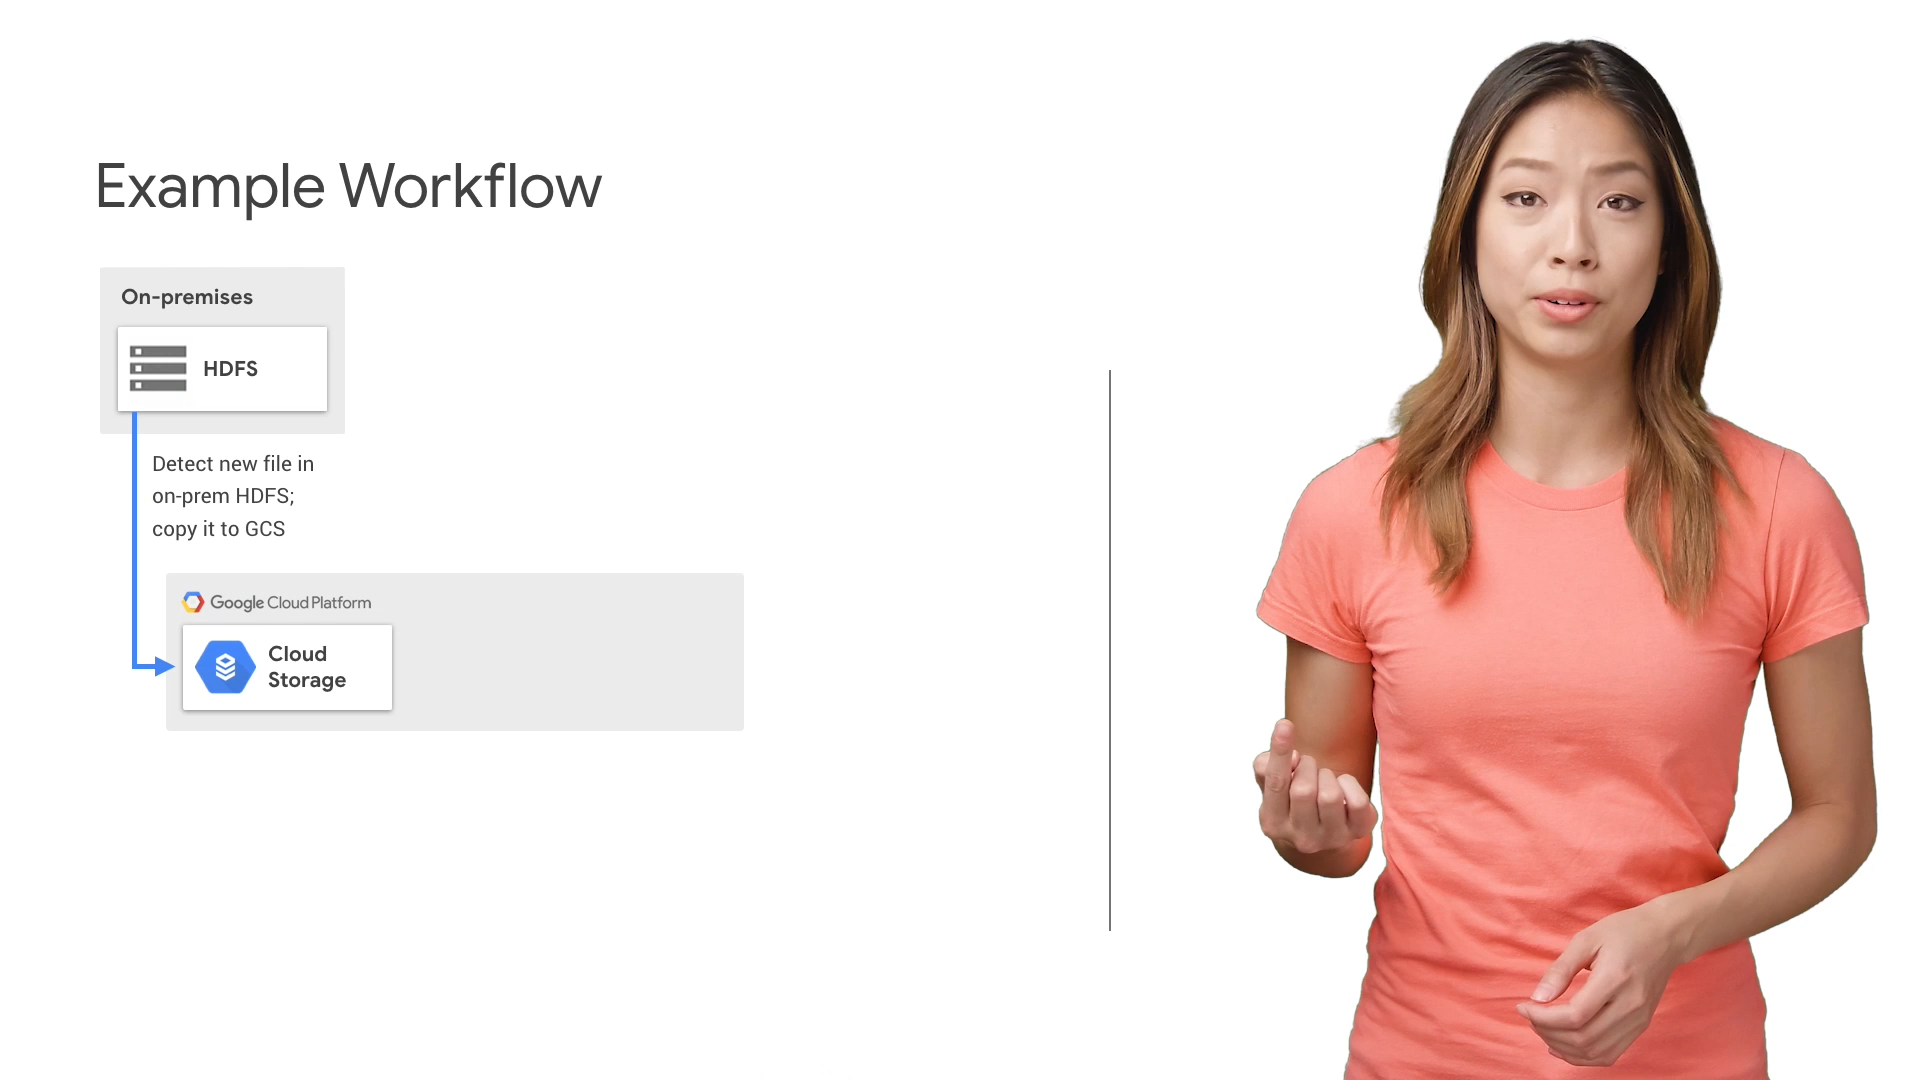 Example Workflow
On-premises
HDFS
Detect new file in
on-prem HDFS;
copy it to GCS
Google Cloud Platform
Cloud
Storage